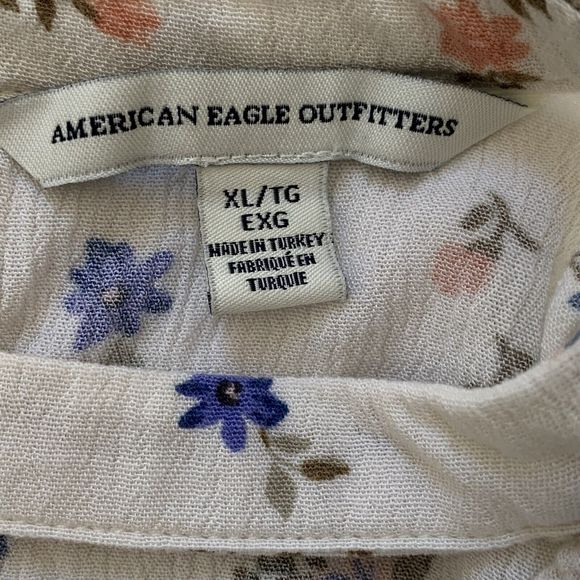 AMERICAN EAGLE OUTFITTERS
XL/TG
EXG
MADE IN TURKEY
FABRIQUÉ EN
TURQUIE